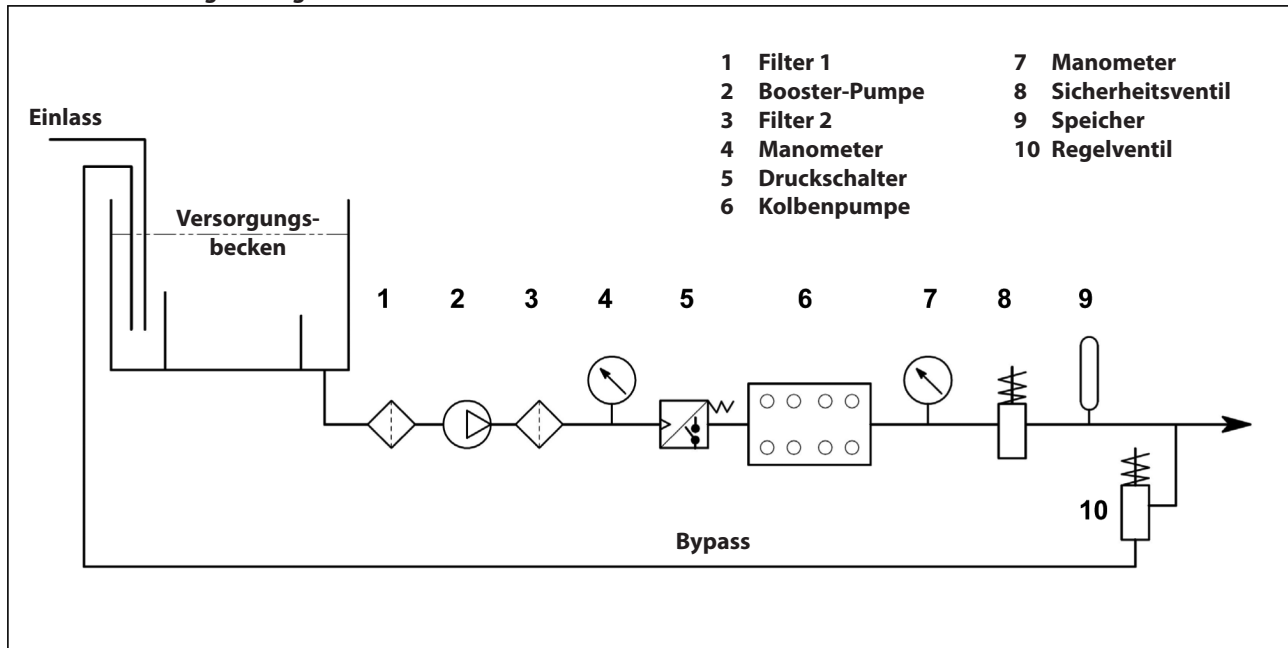 1 Filter 1
2 Booster-Pumpe
3 Filter 2
4 Manometer
5 Druckschalter
6 Kolbenpumpe
7 Manometer
8 Sicherheitsventil
9 Speicher
10 Regelventil
Einlass
Versorgungs-
becken
1 2 3 4 5 6 7 8 9
10
Bypass